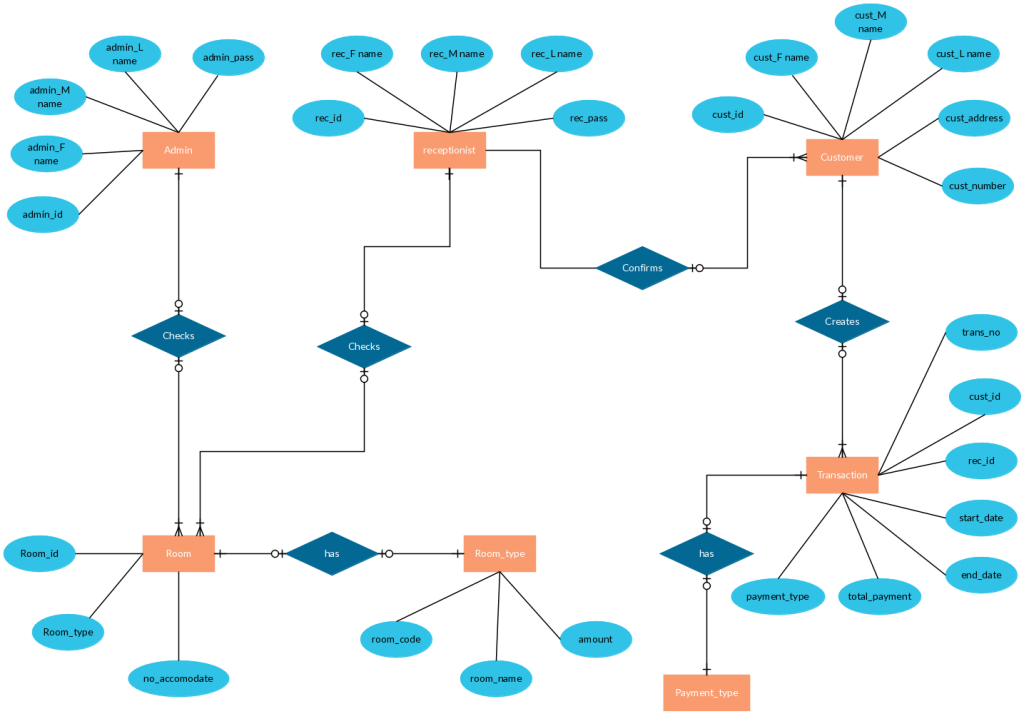 cust_M
name
admin_L
name
admin_pass
rec_F name
rec_M name
rec_L name
cust_F name
cust_L name
admin_M
name
rec_id
rec_pass
cust_id
cust_address
admin_F
name
Admin
receptionist
Customer
cust_number
admin_id
Confirms
Checks
Checks
Creates
trans_no
cust_id
rec_id
Transaction
start_date
Room_id
Room
has
Room_type
has
end_date
payment_type
total_payment
Room_type
room_code
amount
no_accomodate
room_name
Payment_type